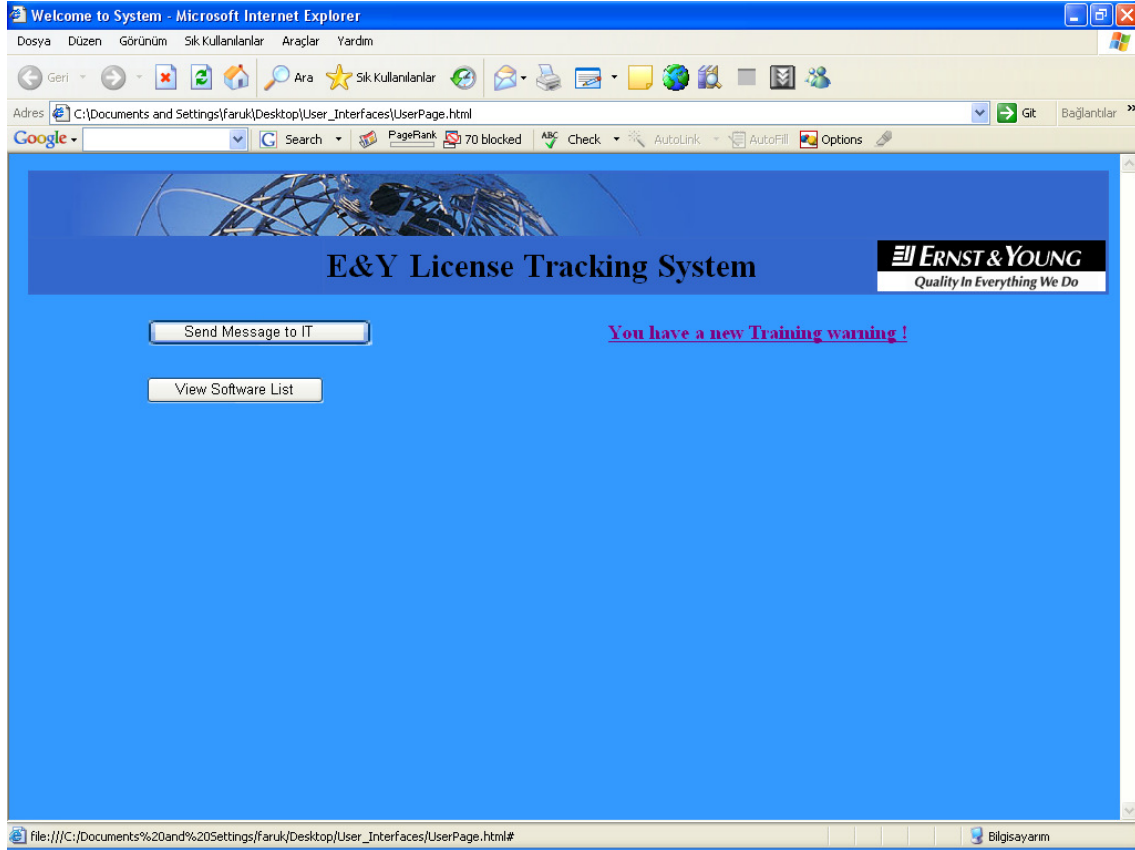 Welcome to System - Microsoft Internet Explorer
Dosya Düzen Görünüm Sık Kullanılanlar Araçlar Yardım
Geri Ara Sık Kullanılanlar
Adres C:\Documents and Settings\faruk\Desktop\User_Interfaces\UserPage.html Git Bağlantılar »
Google G Search PageRank 70 blocked ABC Check AutoLink AutoFill Options
E&Y License Tracking System
ERNST & YOUNG
Quality In Everything We Do
Send Message to IT You have a new Training warning !
View Software List
file:///C:/Documents%20and%20Settings/faruk/Desktop/User_Interfaces/UserPage.html# Bilgisayarım